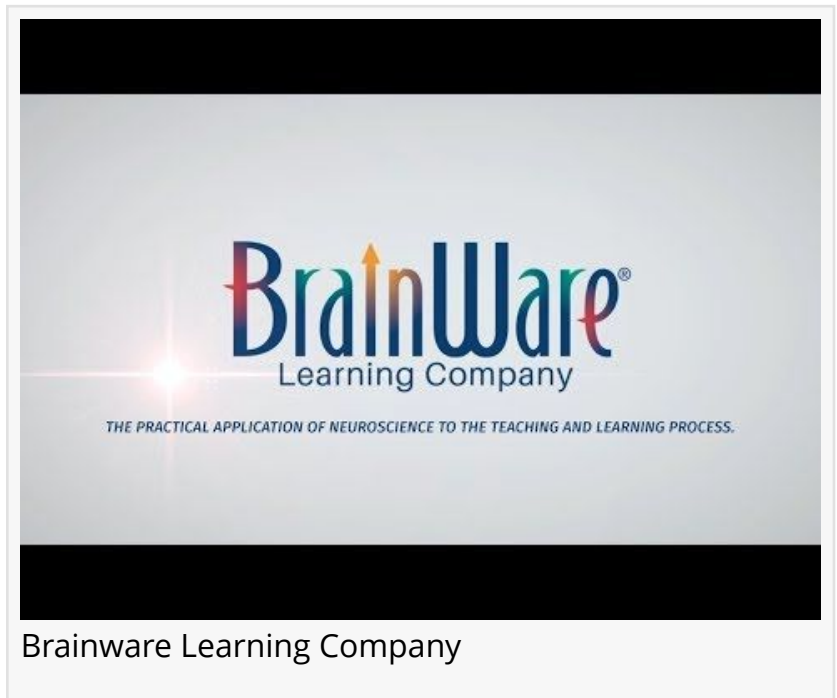 BrainWare®
Learning Company
THE PRACTICAL APPLICATION OF NEUROSCIENCE TO THE TEACHING AND LEARNING PROCESS.
Brainware Learning Company